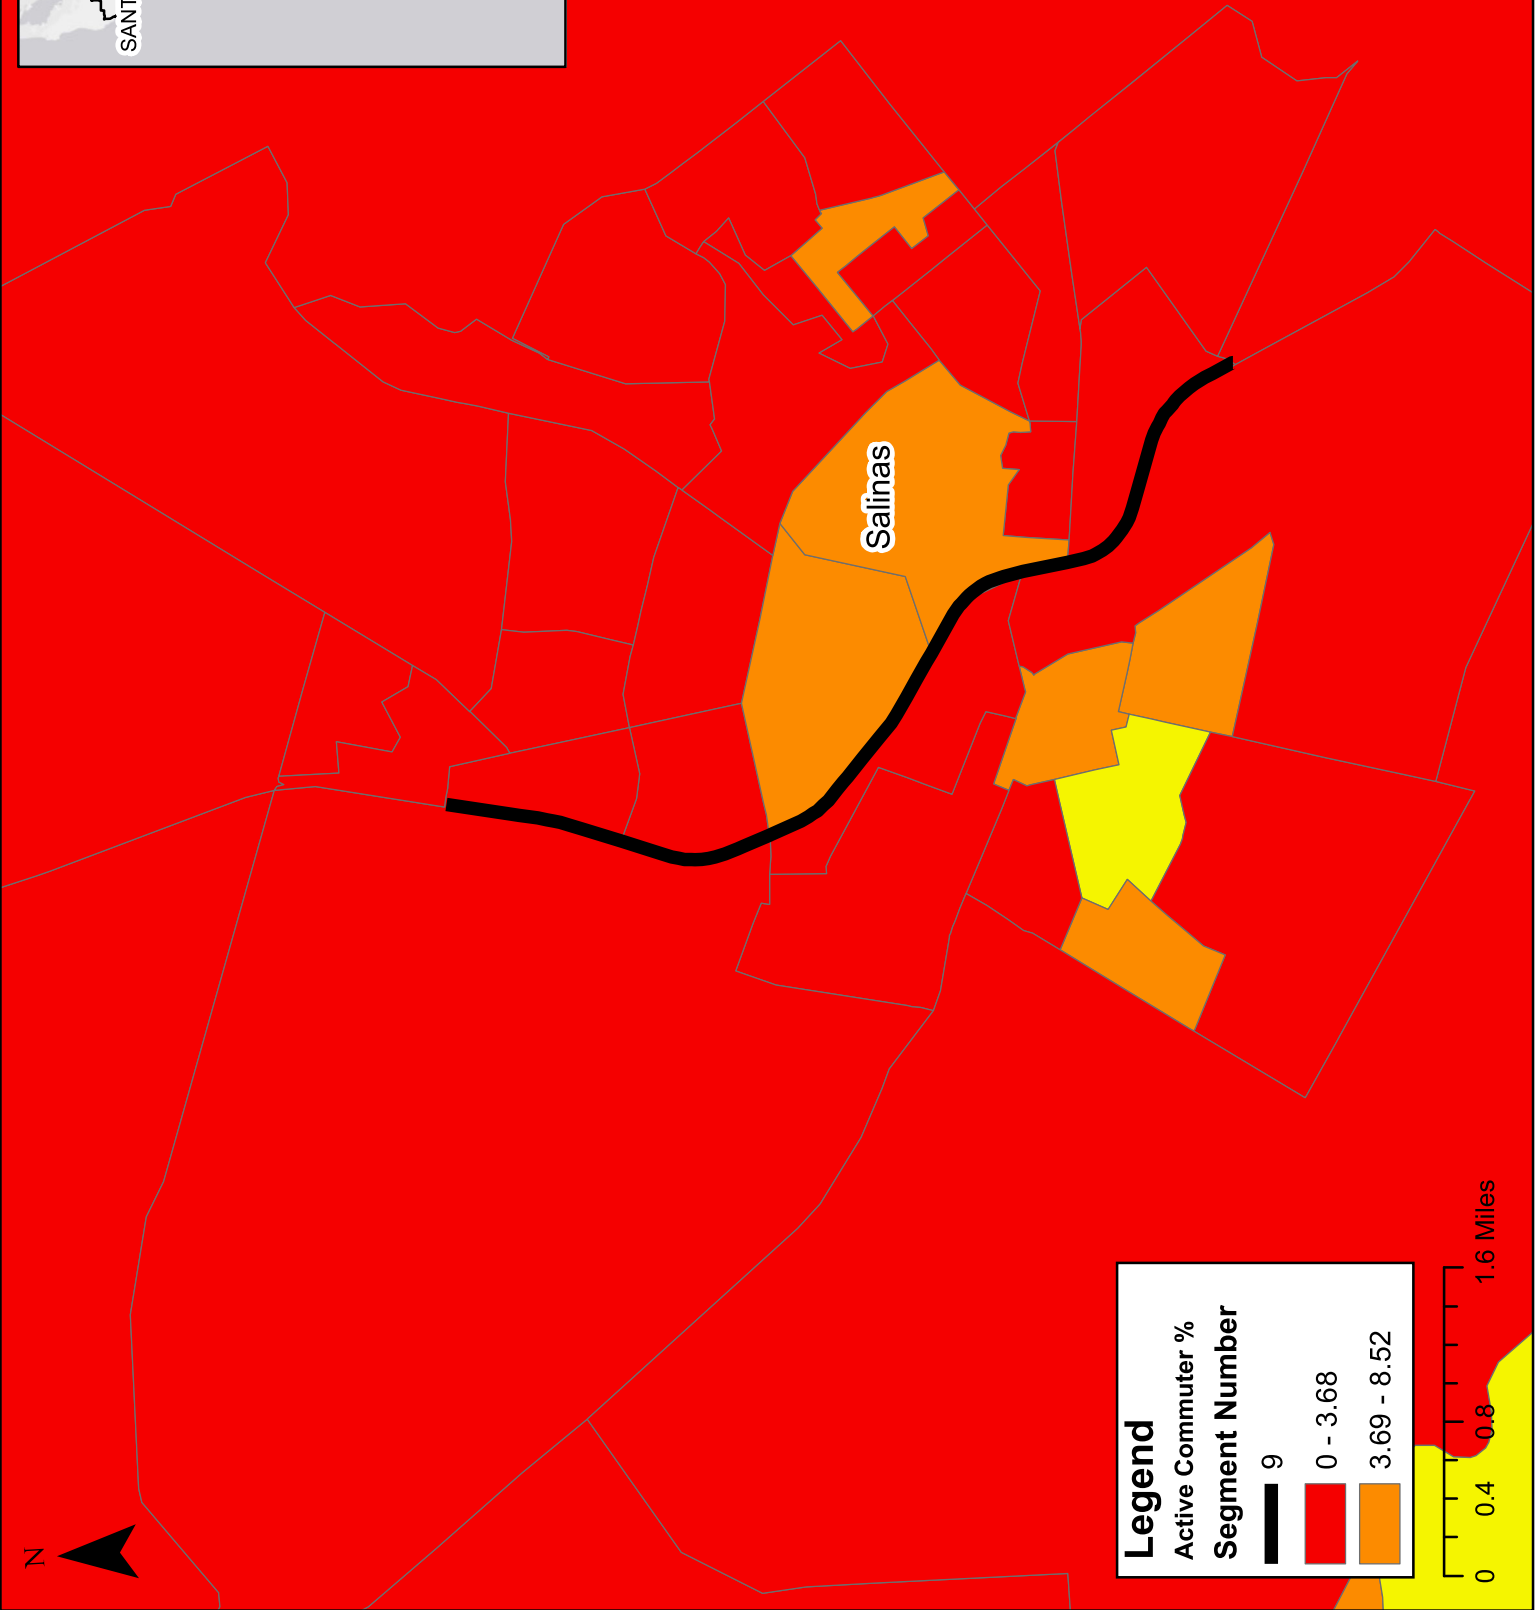 SANT
Salinas
N
Legend
Active Commuter %
Segment Number
9
0 - 3.68
3.69 - 8.52
0 0.4 0.8 1.6 Miles